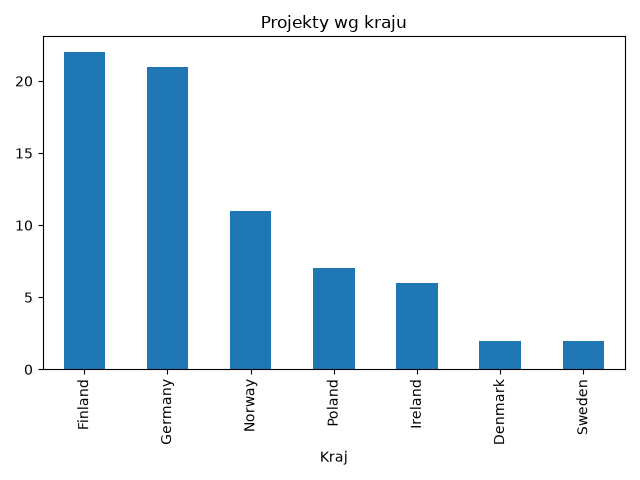 Projekty wg kraju
20
15
10
5
0
Finland
Germany
Norway
Poland
Ireland
Denmark
Sweden
Kraj